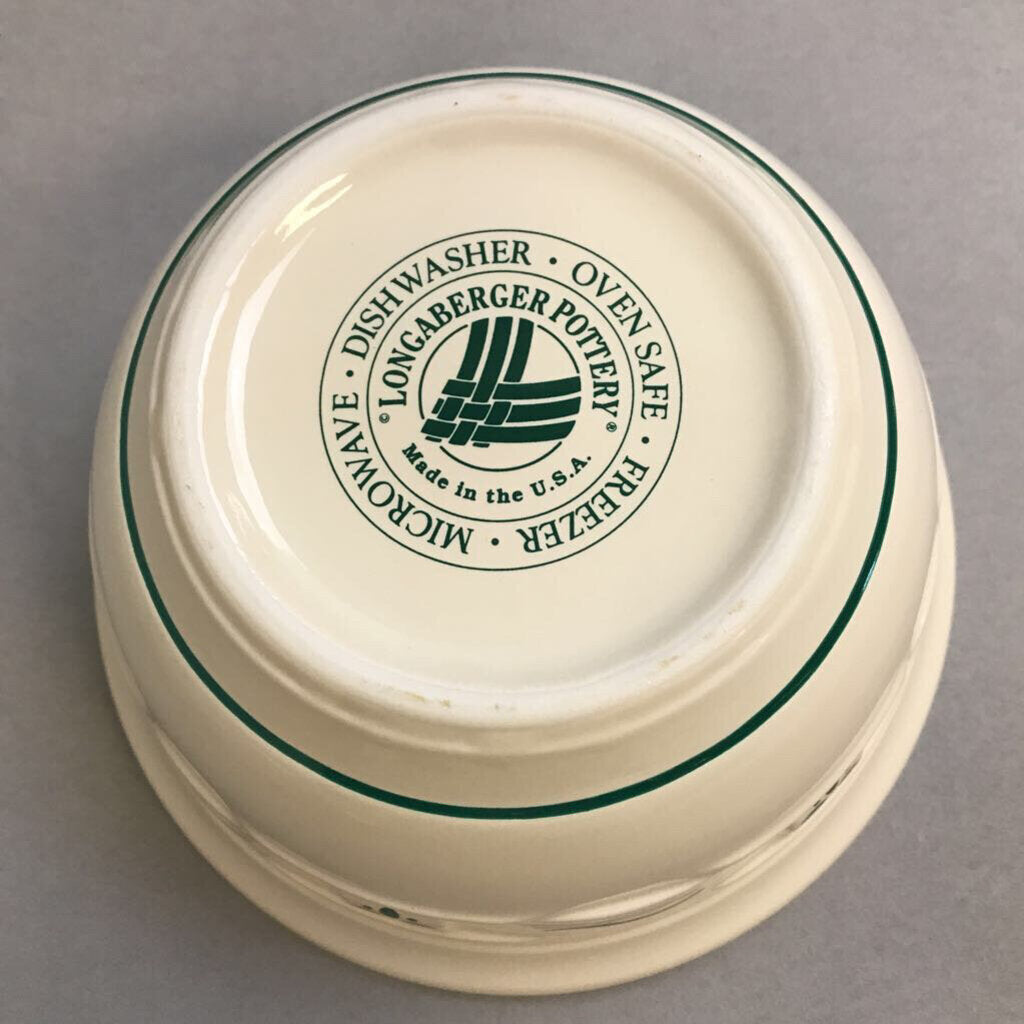 MICROWAVE · DISHWASHER · OVEN SAFE · FREEZER ·
© LONGABERGER POTTERY ®
Made in the U.S.A.